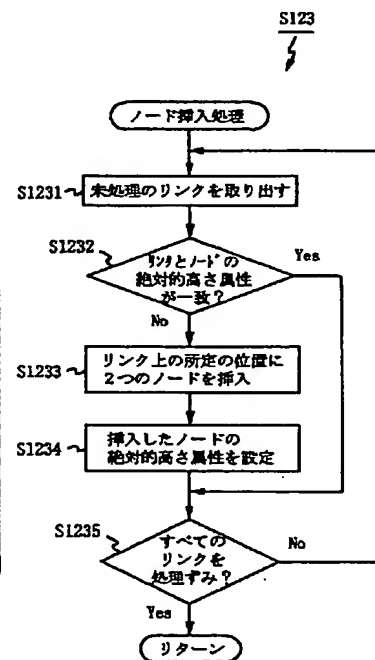 S123
ノード挿入処理
S1231
未処理のリンクを取り出す
S1232
リンクとノードの
絶対的高さ属性
が一致?
Yes
No
S1233
リンク上の所定の位置に
2つのノードを挿入
S1234
挿入したノードの
絶対的高さ属性を設定
S1235
すべての
リンクを
処理ずみ?
No
Yes
リターン